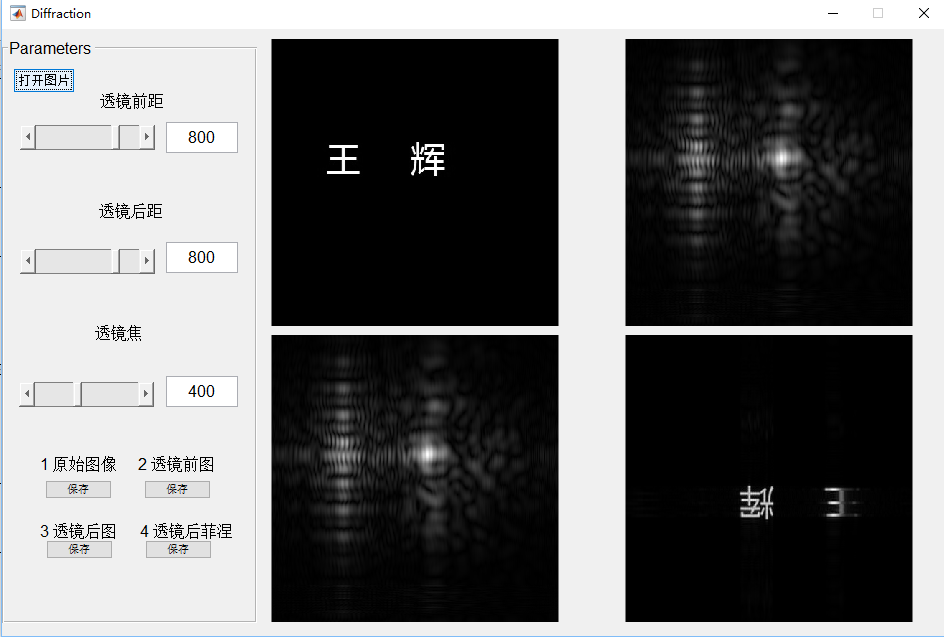 Diffraction
Parameters
打开图片
透镜前距
800
透镜后距
800
透镜焦
400
1 原始图像 2 透镜前图
保存 保存
3 透镜后图 4 透镜后菲涅
保存 保存
王 辉
辉 王